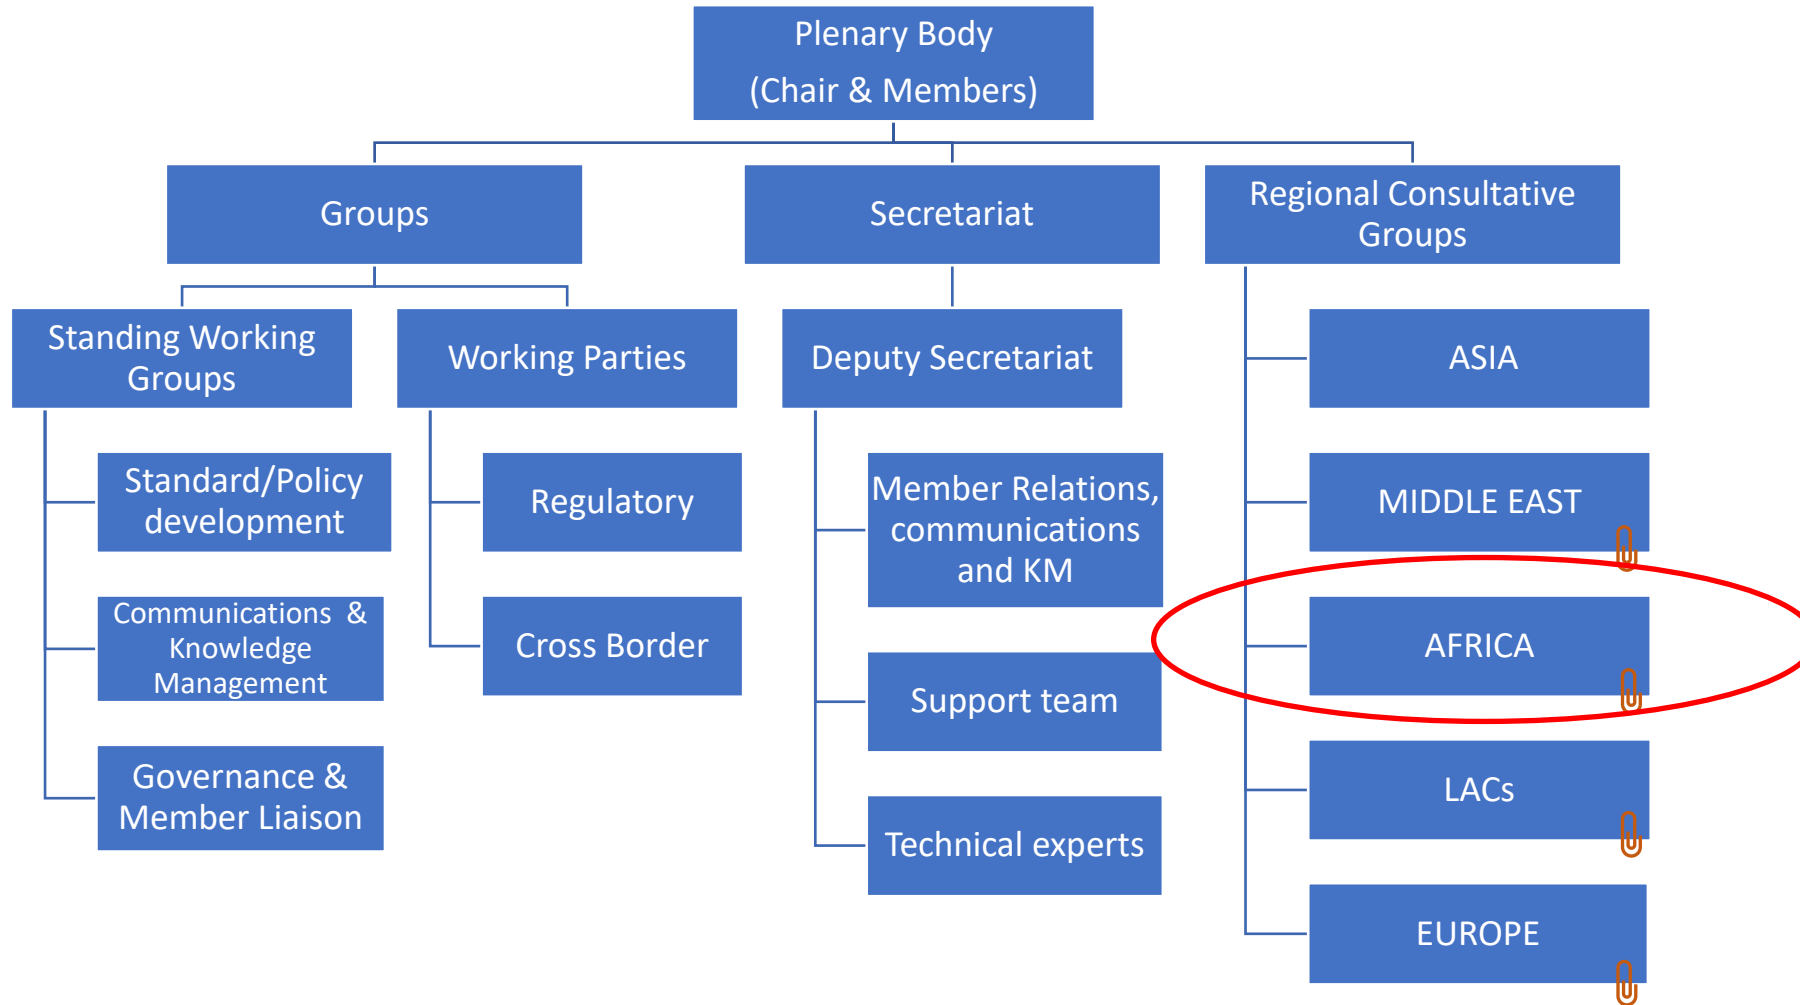 Plenary Body
(Chair & Members)
Groups
Secretariat
Regional Consultative
Groups
Standing Working
Groups
Working Parties
Deputy Secretariat
ASIA
Standard/Policy
development
Regulatory
Member Relations,
communications
and KM
MIDDLE EAST
Communications &
Knowledge
Management
Cross Border
AFRICA
Support team
Governance &
Member Liaison
LACs
Technical experts
EUROPE